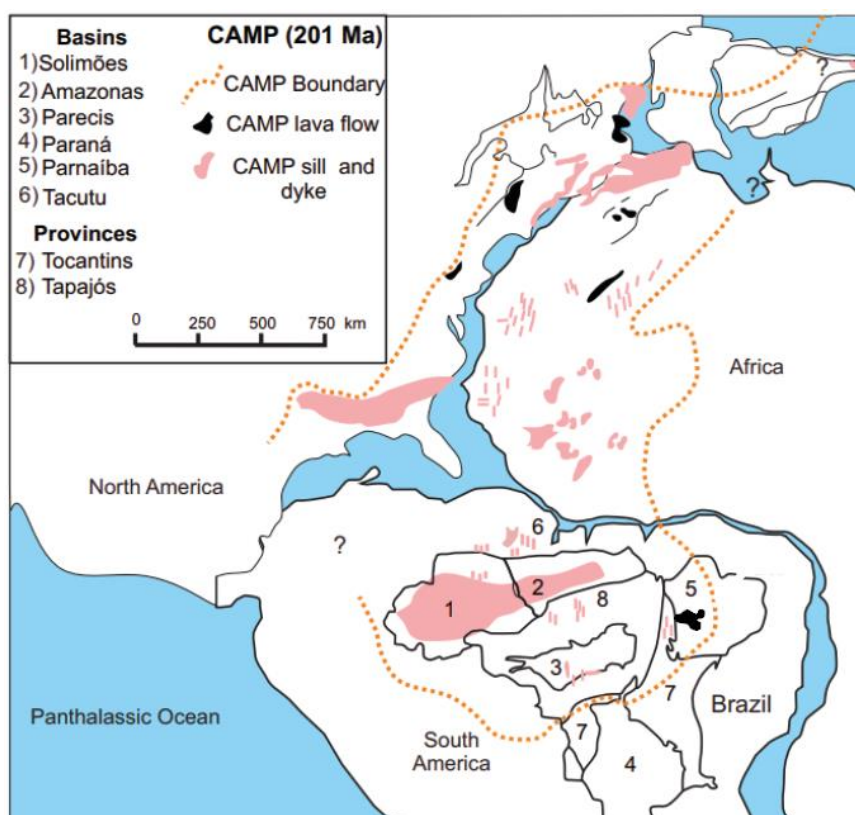 Basins
1) Solimões
2) Amazonas
3) Parecis
4) Paraná
5) Parnaíba
6) Tacutu
Provinces
7) Tocantins
8) Tapajós
CAMP (201 Ma)
CAMP Boundary
CAMP lava flow
CAMP sill and
dyke
0 250 500 750 km
?
?
Africa
North America
?
6
1
2
8
5
3
7
Brazil
Panthalassic Ocean
South
America
7
4